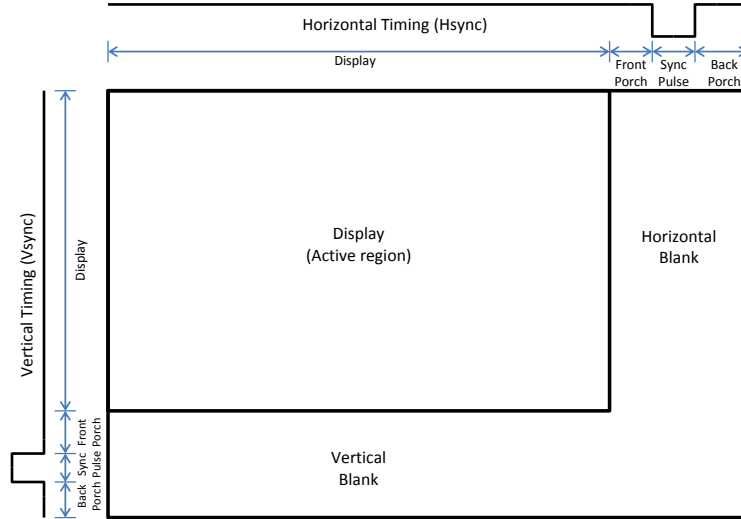 Horizontal Timing (Hsync)
Display
Front
Porch
Sync
Pulse
Back
Porch
Vertical Timing (Vsync)
Display
Front
Porch
Sync
Pulse
Back
Porch
Display
(Active region)
Horizontal
Blank
Vertical
Blank